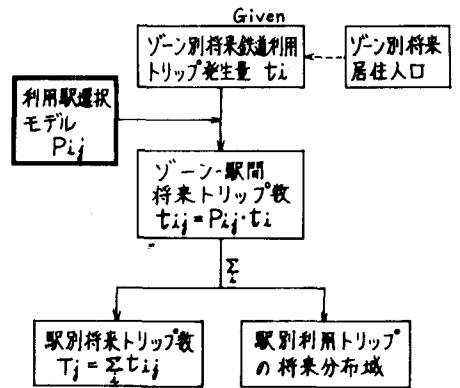 Given
ゾーン別将来鉄道利用
トリップ発生量 ti
ゾーン別将来
居住人口
利用駅選択
モデル
Pij
ゾーン-駅間
将来トリップ数
tij=Pij·ti
Σ
i
駅別将来トリップ数
Tj=Σtij
i
駅別利用トリップ
の将来分布域